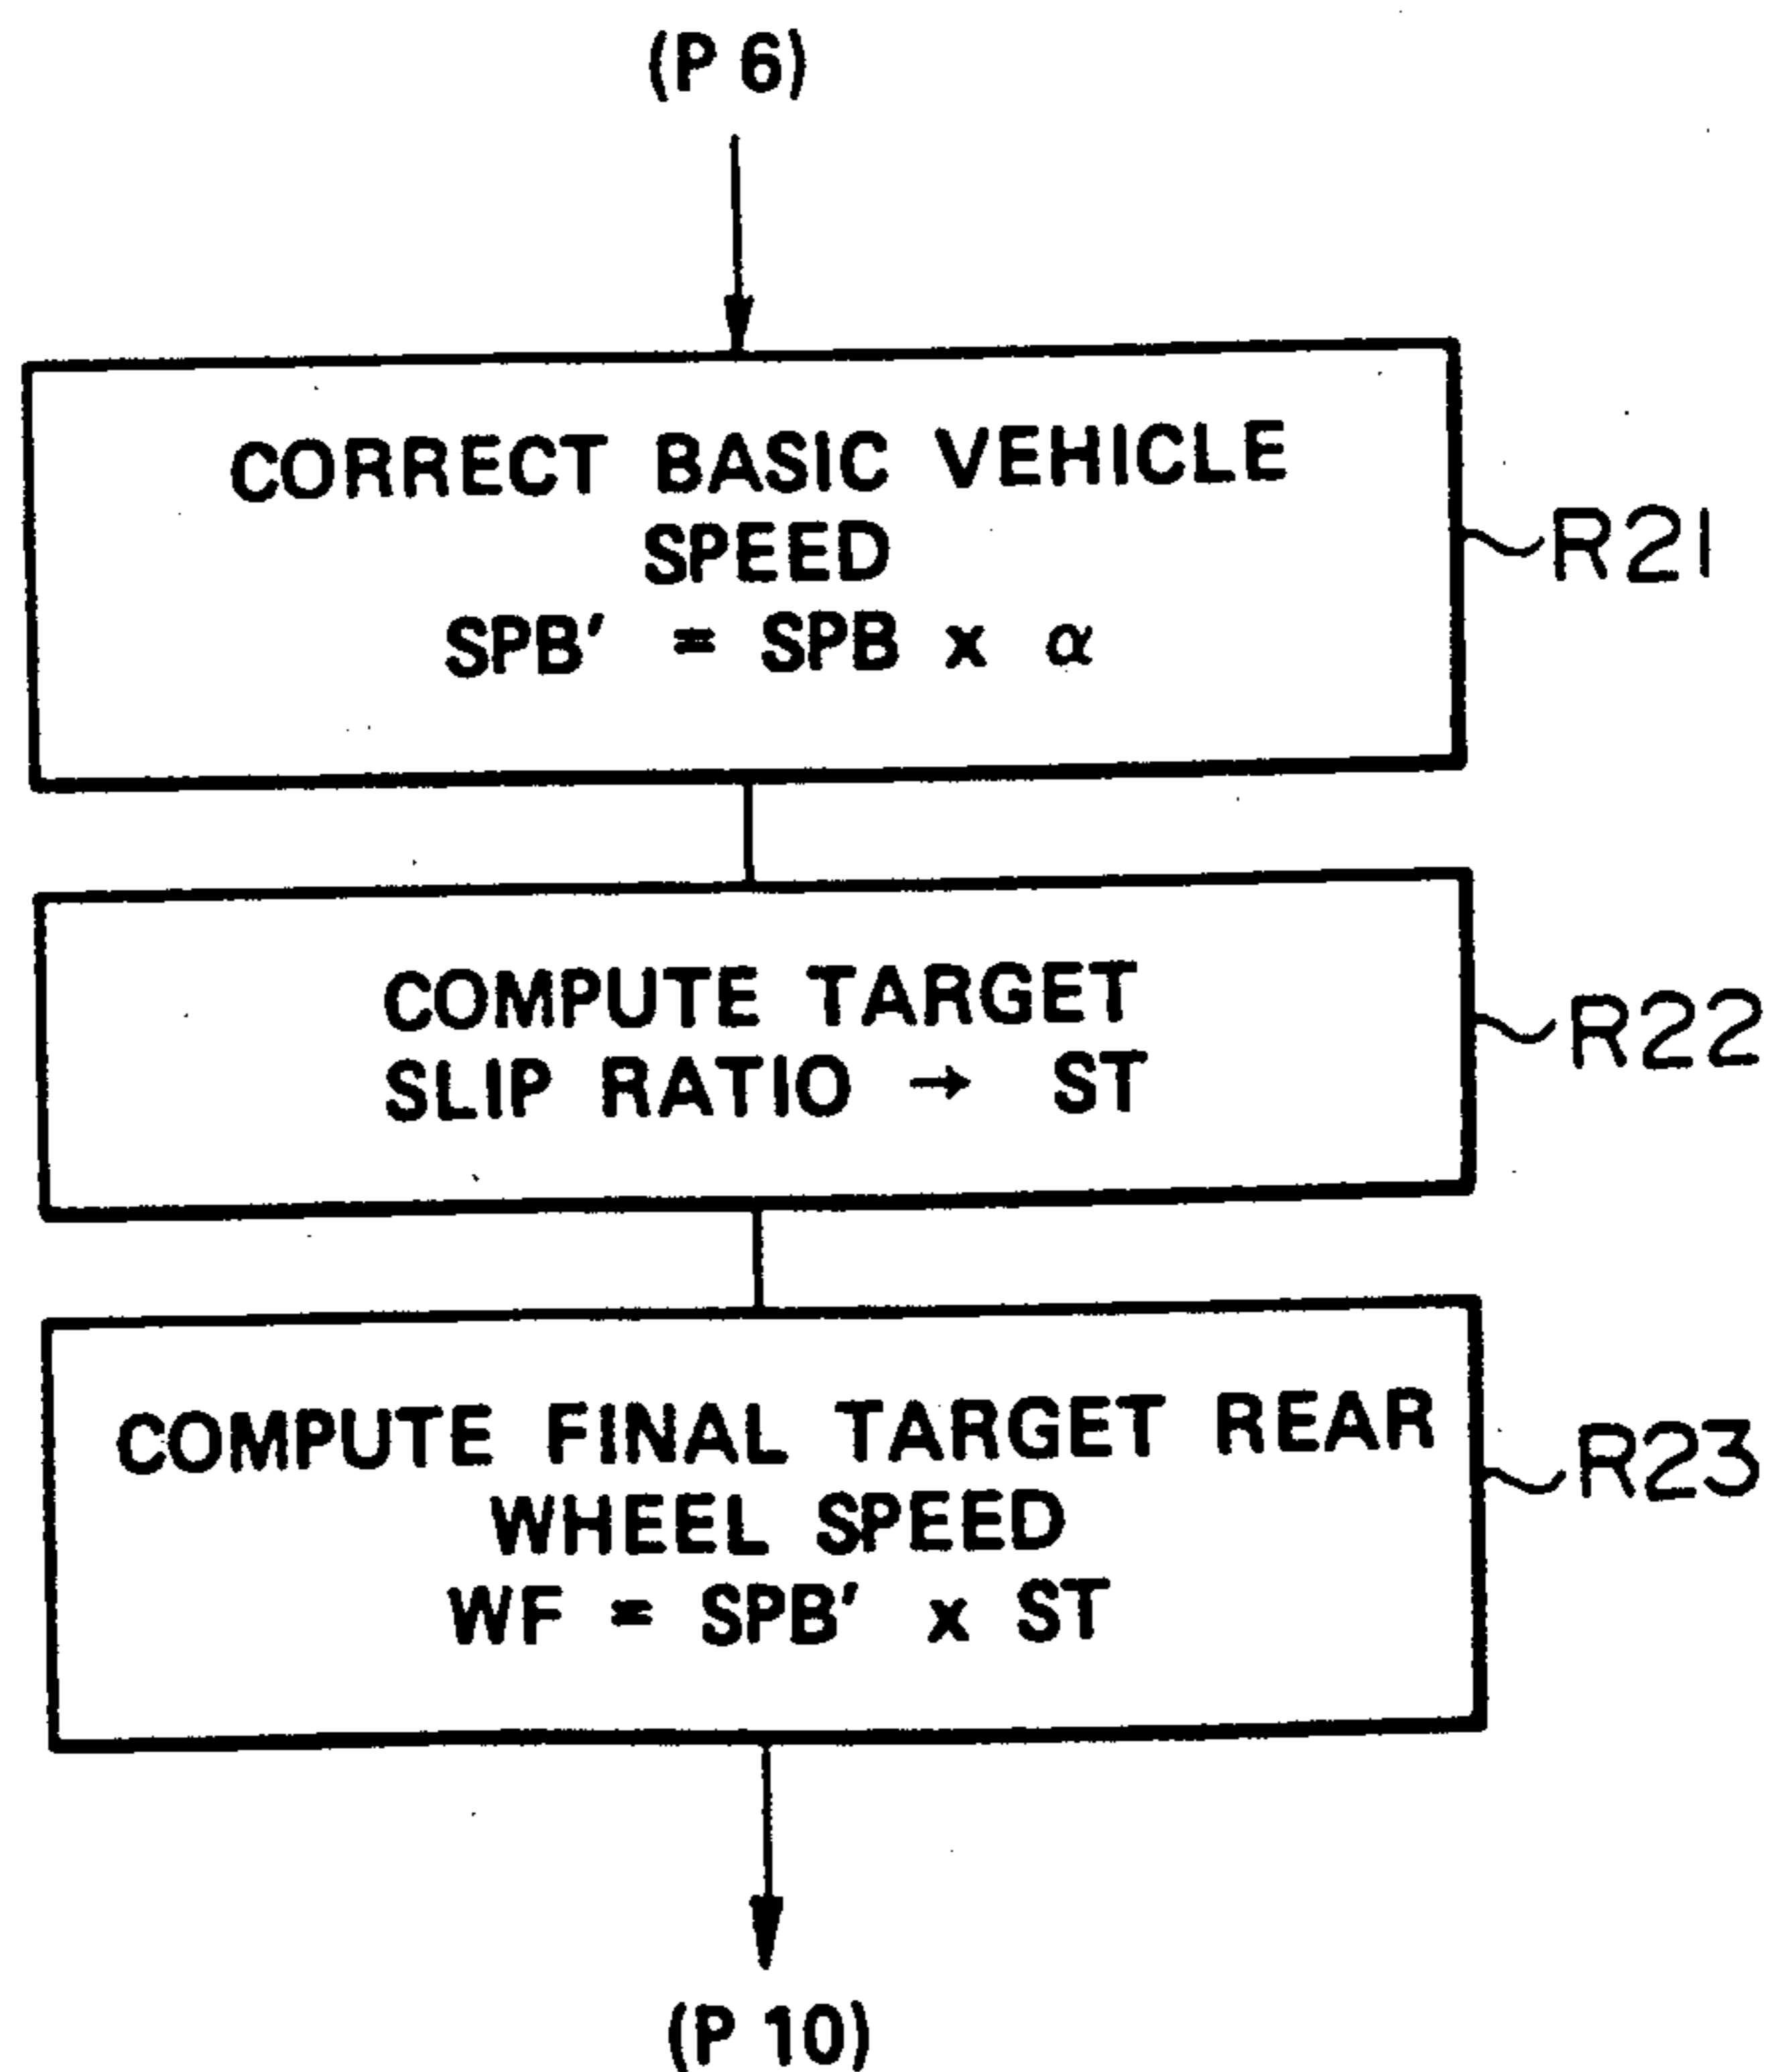 (P 6)
CORRECT BASIC VEHICLE
SPEED
SPB' = SPB x α
R21
COMPUTE TARGET
SLIP RATIO → ST
R22
COMPUTE FINAL TARGET REAR
WHEEL SPEED
WF = SPB' x ST
R23
(P 10)